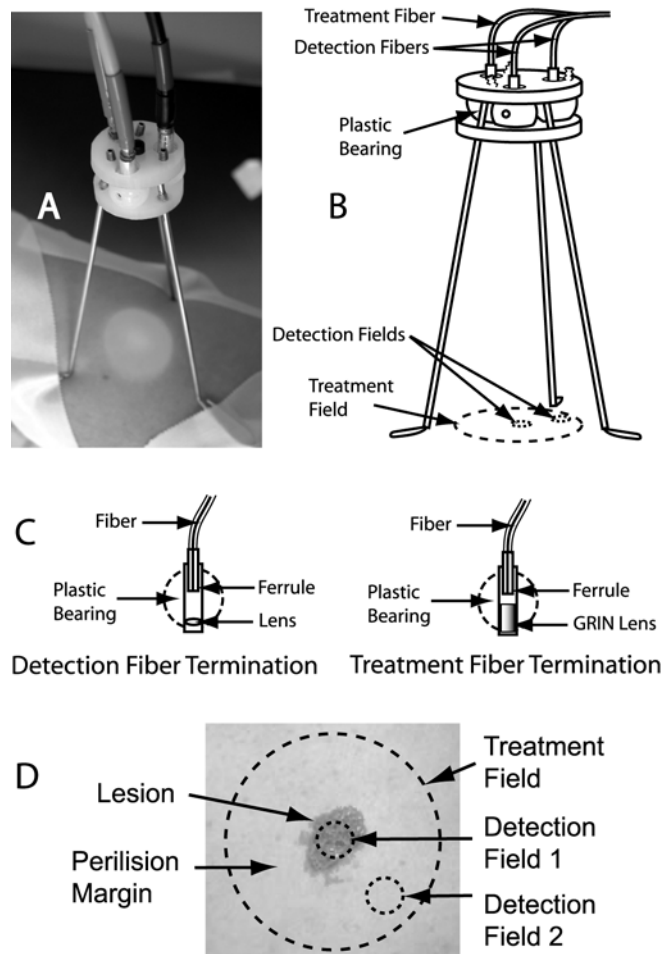 A
Treatment Fiber
Detection Fibers
Plastic
Bearing
B
Detection Fields
Treatment
Field
C
Fiber
Plastic
Bearing
Ferrule
Lens
Detection Fiber Termination
Fiber
Plastic
Bearing
Ferrule
GRIN Lens
Treatment Fiber Termination
D
Lesion
Perilision
Margin
Treatment
Field
Detection
Field 1
Detection
Field 2